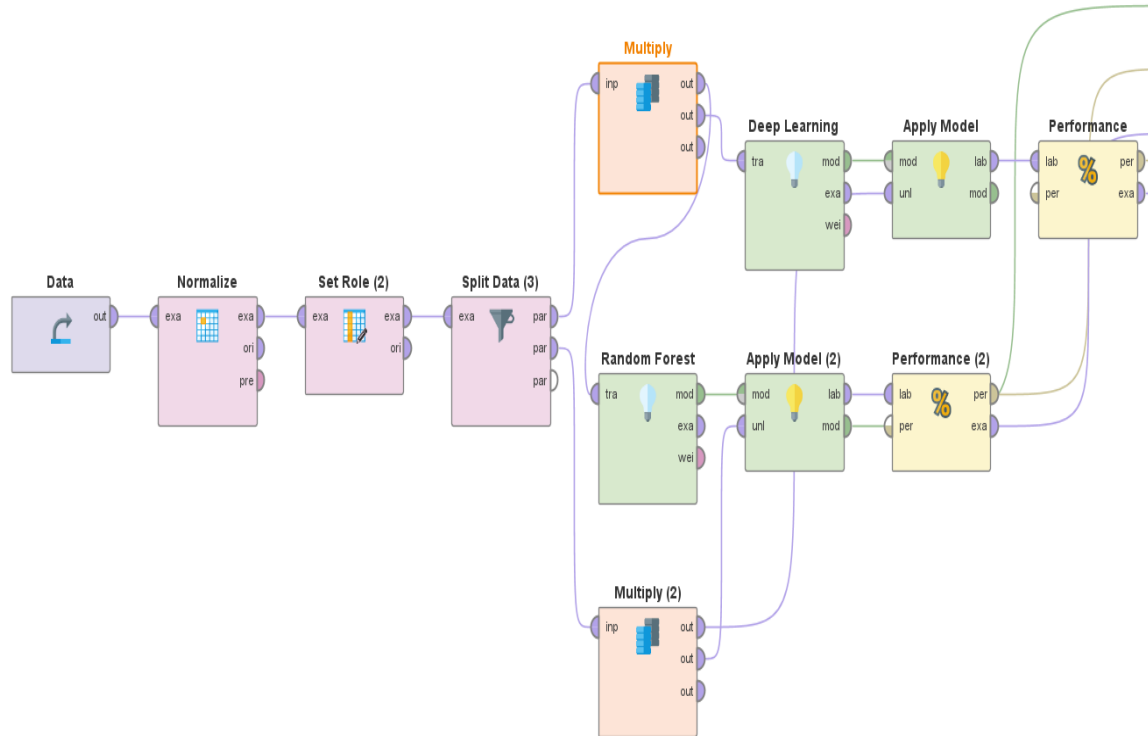 Multiply
inp out
out
out
Deep Learning
tra mod
exa
wei
Apply Model
mod lab
unl mod
Performance
lab per
per exa
%
Data
out
Normalize
exa exa
ori
pre
Set Role (2)
exa exa
ori
Split Data (3)
exa par
par
par
Random Forest
tra mod
exa
wei
Apply Model (2)
mod lab
unl mod
Performance (2)
lab per
per exa
%
Multiply (2)
inp out
out
out